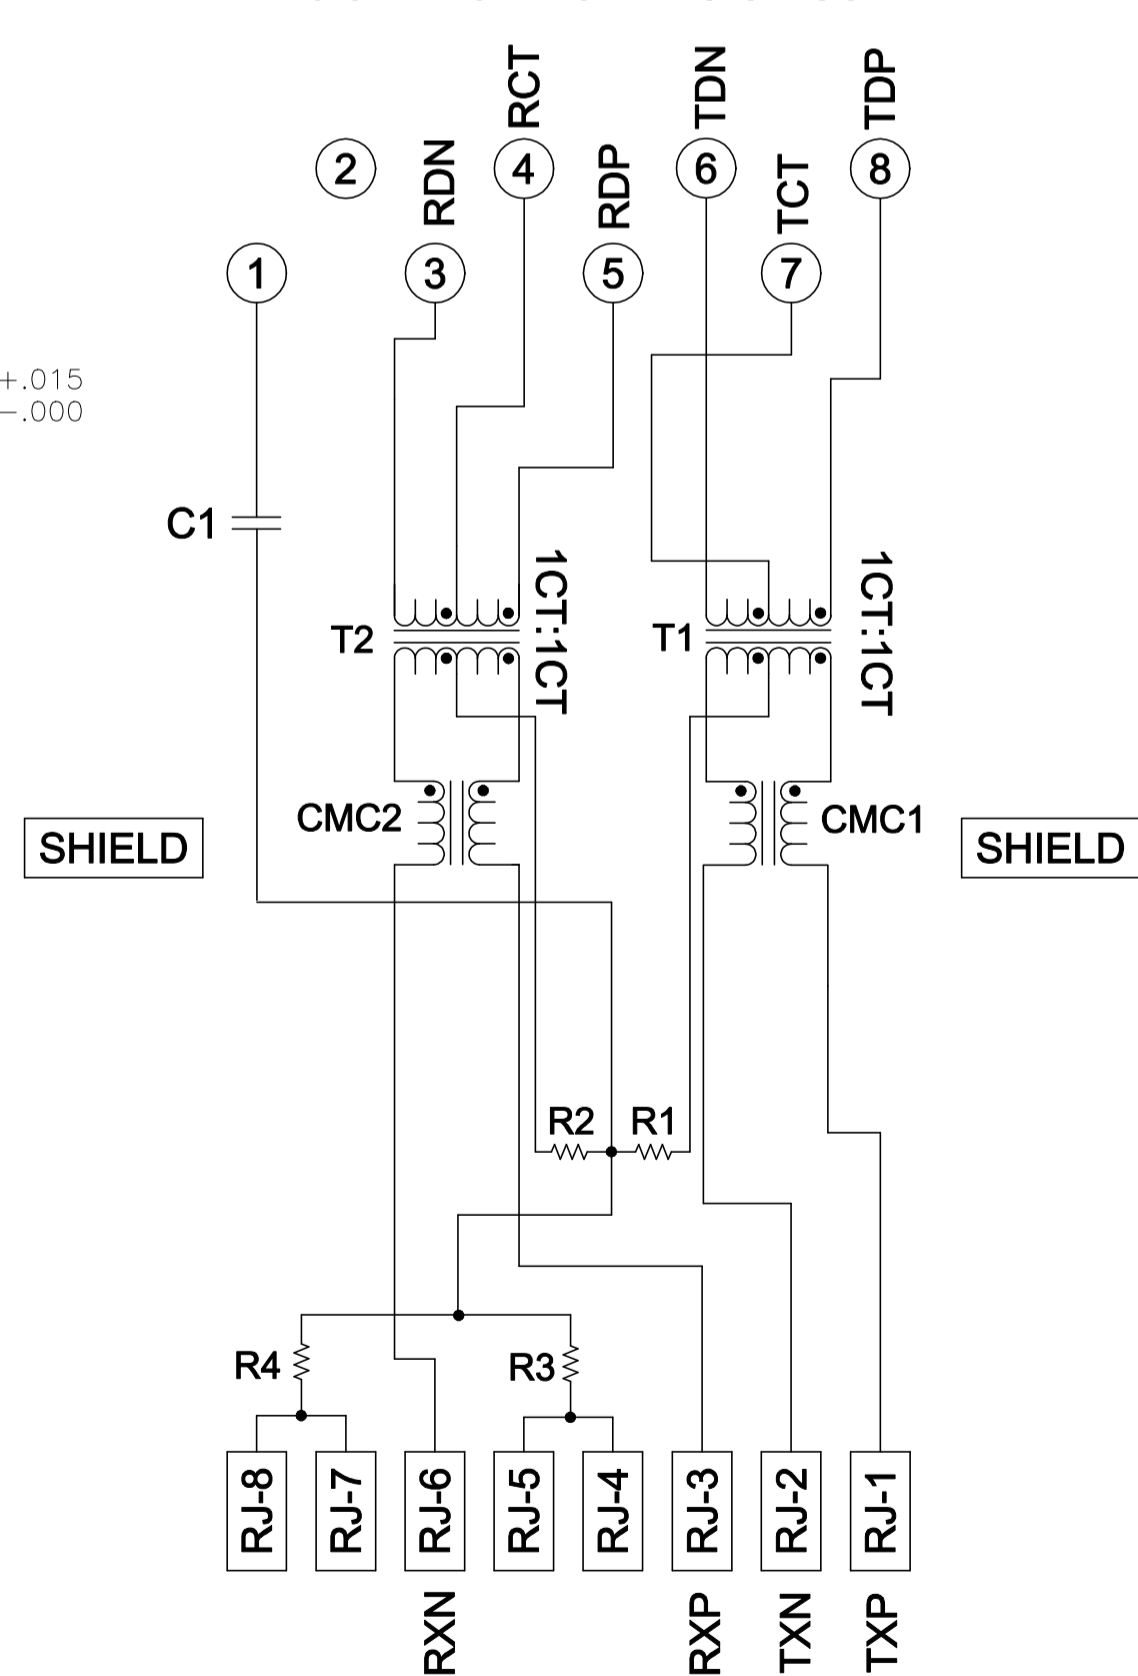 RCT
TDN
TDP
2
RDN
4
RDP
6
TCT
8
1
3
5
7
+.015
-.000
C1
1CT:1CT
1CT:1CT
T2
T1
CMC2
CMC1
SHIELD
SHIELD
R2
R1
R4
R3
RJ-8
RJ-7
RJ-6
RJ-5
RJ-4
RJ-3
RJ-2
RJ-1
RXN
RXP
TXN
TXP